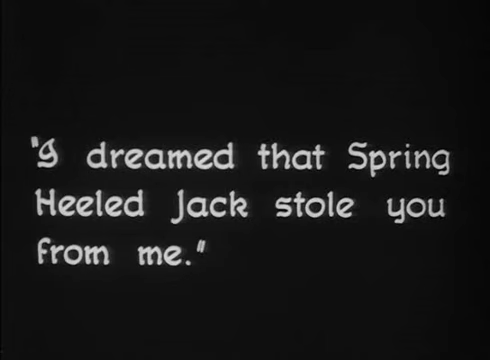 "I dreamed that Spring
Heeled Jack stole you
from me."